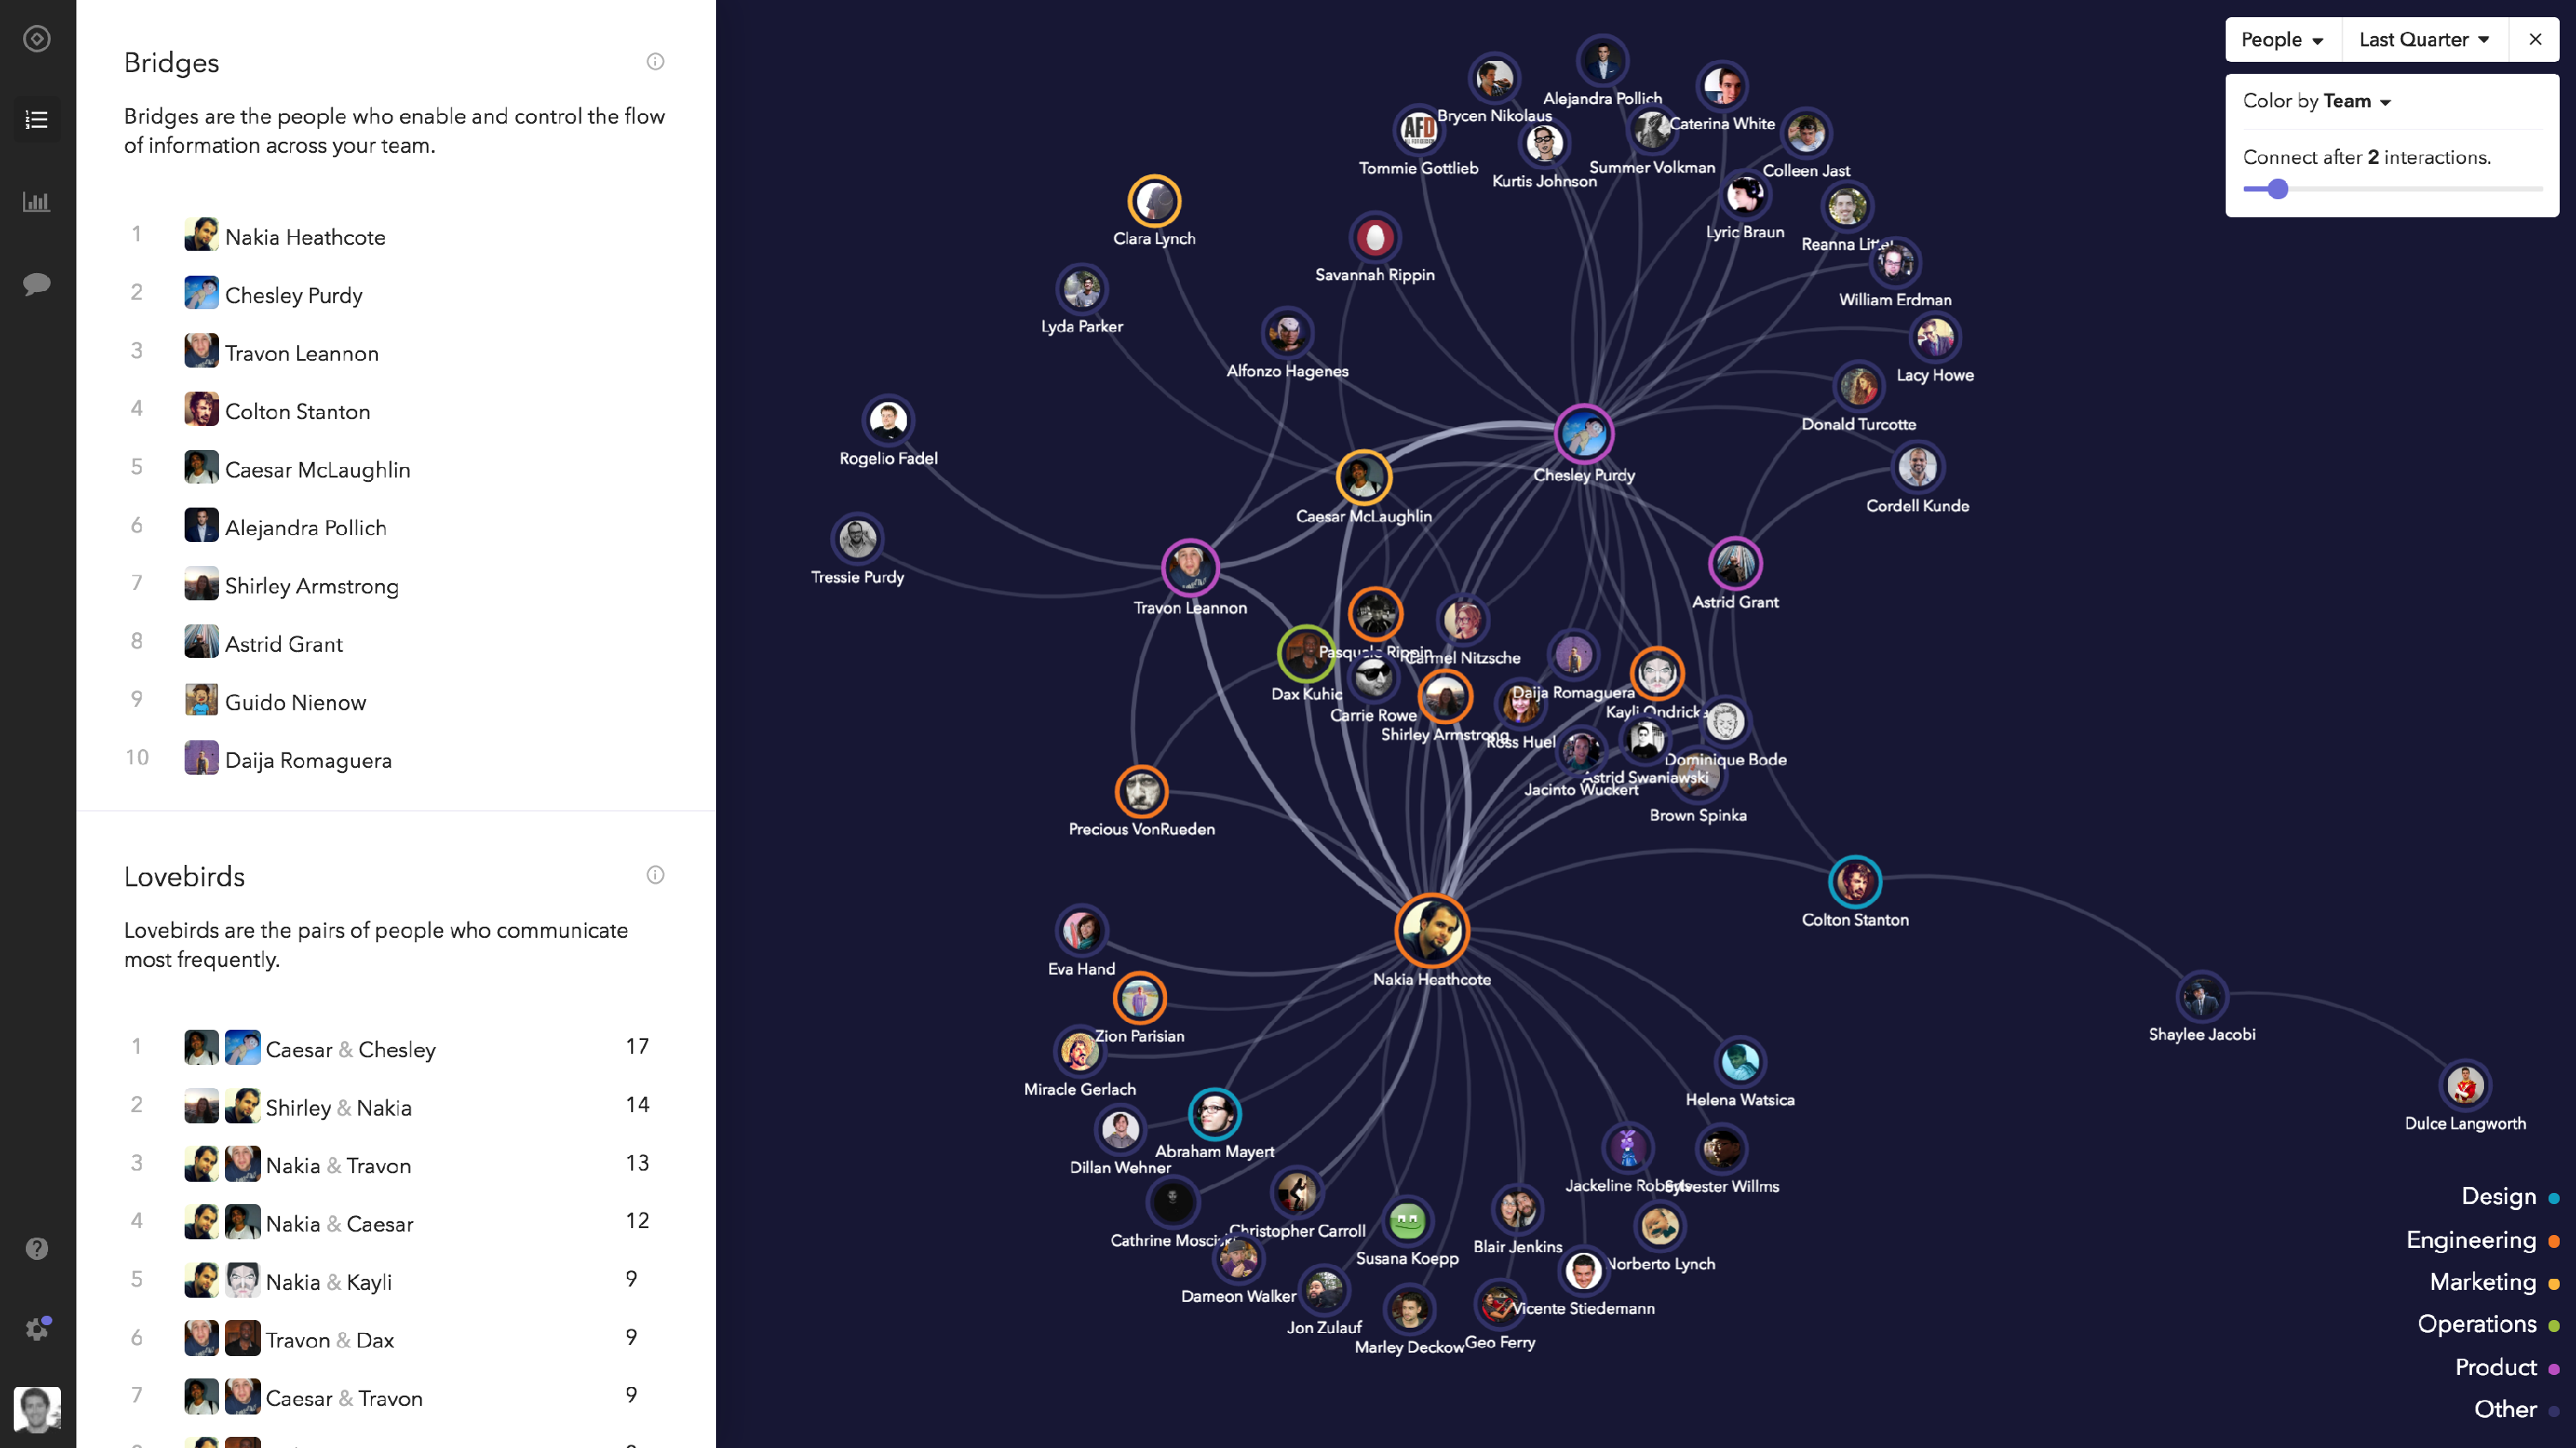 Bridges
Bridges are the people who enable and control the flow
of information across your team.
1 Nakia Heathcote
2 Chesley Purdy
3 Travon Leannon
4 Colton Stanton
5 Caesar McLaughlin
6 Alejandra Pollich
7 Shirley Armstrong
8 Astrid Grant
9 Guido Nienow
10 Daija Romaguera
Lovebirds
Lovebirds are the pairs of people who communicate
most frequently.
1 Caesar & Chesley 17
2 Shirley & Nakia 14
3 Nakia & Travon 13
4 Nakia & Caesar 12
5 Nakia & Kayli 9
6 Travon & Dax 9
7 Caesar & Travon 9
People
Last Quarter
Color by Team
Connect after 2 interactions.
Alejandra Pollich
Brycen Nikolaus
Caterina White
Tommie Gottlieb
Summer Volkman
Colleen Jast
Kurtis Johnson
Lyric Braun
Clara Lynch
Reanna
Savannah Rippin
William Erdman
Lyda Parker
Alfonzo Hagenes
Lacy Howe
Donald Turcotte
Rogelio Fadel
Chesley Purdy
Cordell Kunde
Caesar McLaughlin
Tressie Purdy
Travon Leannon
Astrid Grant
Pasquale Rippin
Carmel Nitzsche
Dax Kuhic
Daija Romaguera
Carrie Rowe
Kayli Ondricka
Shirley Armstrong
Ross Huel
Dominique Bode
Astrid Swaniawski
Jacinto Wuckert
Brown Spinka
Precious VonRueden
Colton Stanton
Eva Hand
Nakia Heathcote
Zion Parisian
Shaylee Jacobi
Miracle Gerlach
Helena Watsica
Dulce Langworth
Abraham Mayert
Dillan Wehner
Jackeline Roberts
Sylvester Willms
Christopher Carroll
Cathrine
Blair Jenkins
Susana Koepp
Norberto Lynch
Dameon Walker
Vicente Stiedemann
Jon Zulauf
Marley Deckow
Geo Ferry
Design
Engineering
Marketing
Operations
Product
Other